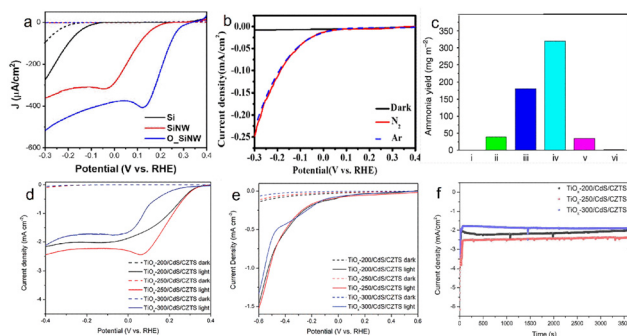 a
J (μA/cm²)
0
-200
-400
-600
Si
SiNW
O_SiNW
-0.3 -0.2 -0.1 0.0 0.1 0.2 0.3 0.4
Potential (V vs. RHE)
b
Current density(mA/cm²)
0.00
-0.05
-0.10
-0.15
-0.20
-0.25
Dark
N₂
Ar
-0.3 -0.2 -0.1 0.0 0.1 0.2 0.3 0.4
Potential (V vs. RHE)
c
Ammonia yield (mg m⁻²)
350
300
250
200
150
100
50
0
i ii iii iv v vi
d
Current density (mA cm⁻²)
0
-1
-2
-3
-4
TiO₂-200/CdS/CZTS dark
TiO₂-200/CdS/CZTS light
TiO₂-250/CdS/CZTS dark
TiO₂-250/CdS/CZTS light
TiO₂-300/CdS/CZTS dark
TiO₂-300/CdS/CZTS light
-0.4 -0.2 0.0 0.2 0.4
Potential (V vs. RHE)
e
Current Density (mA cm⁻²)
0.0
-0.5
-1.0
-1.5
TiO₂-200/CdS/CZTS dark
TiO₂-200/CdS/CZTS light
TiO₂-250/CdS/CZTS dark
TiO₂-250/CdS/CZTS light
TiO₂-300/CdS/CZTS dark
TiO₂-300/CdS/CZTS light
-0.6 -0.4 -0.2 0.0 0.2 0.4 0.6
Potential (V vs. RHE)
f
Current Density (mA cm⁻²)
0
-1
-2
-3
-4
-5
-6
TiO₂-200/CdS/CZTS
TiO₂-250/CdS/CZTS
TiO₂-300/CdS/CZTS
0 500 1000 1500 2000 2500 3000 3500
Time (s)